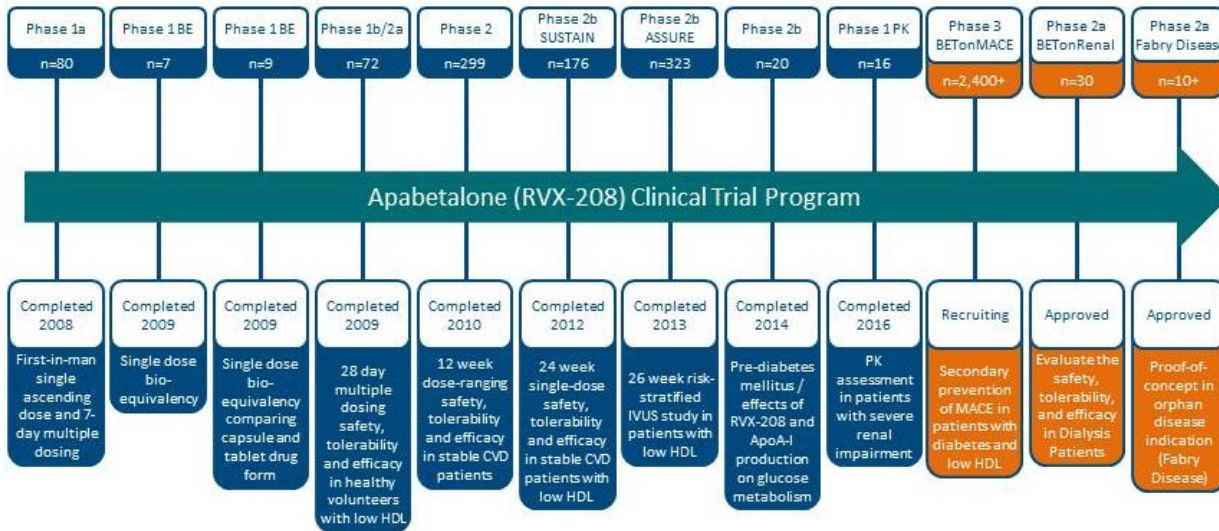 Phase 1a
n=80
Phase 1 BE
n=7
Phase 1 BE
n=9
Phase 1b/2a
n=72
Phase 2
n=299
Phase 2b
SUSTAIN
n=176
Phase 2b
ASSURE
n=323
Phase 2b
n=20
Phase 1 PK
n=16
Phase 3
BETonMACE
n=2,400+
Phase 2a
BETonRenal
n=30
Phase 2a
Fabry Disease
n=10+
Apabetalone (RVX-208) Clinical Trial Program
Completed
2008
First-in-man
single
ascending
dose and 7-
day multiple
dosing
Completed
2009
Single dose
bio-
equivalency
Completed
2009
Single dose
bio-
equivalency
comparing
capsule and
tablet drug
form
Completed
2009
28 day
multiple
dosing
safety,
tolerability
and efficacy
in healthy
volunteers
with low HDL
Completed
2010
12 week
dose-ranging
safety,
tolerability
and efficacy
in stable CVD
patients
Completed
2012
24 week
single-dose
safety,
tolerability
and efficacy
in stable CVD
patients with
low HDL
Completed
2013
26 week risk-
stratified
IVUS study in
patients with
low HDL
Completed
2014
Pre-diabetes
mellitus /
effects of
RVX-208 and
ApoA-I
production
on glucose
metabolism
Completed
2016
PK
assessment
in patients
with severe
renal
impairment
Recruiting
Secondary
prevention
of MACE in
patients with
diabetes and
low HDL
Approved
Evaluate the
safety,
tolerability,
and efficacy
in Dialysis
Patients
Approved
Proof-of-
concept in
orphan
disease
indication
(Fabry
Disease)